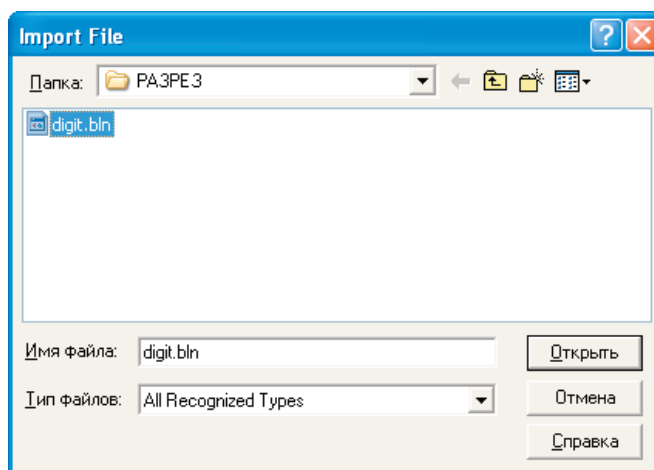 Import File
Папка: РАЗРЕЗ
digit.bln
Имя файла: digit.bln Открыть
Тип файлов: All Recognized Types Отмена
Справка